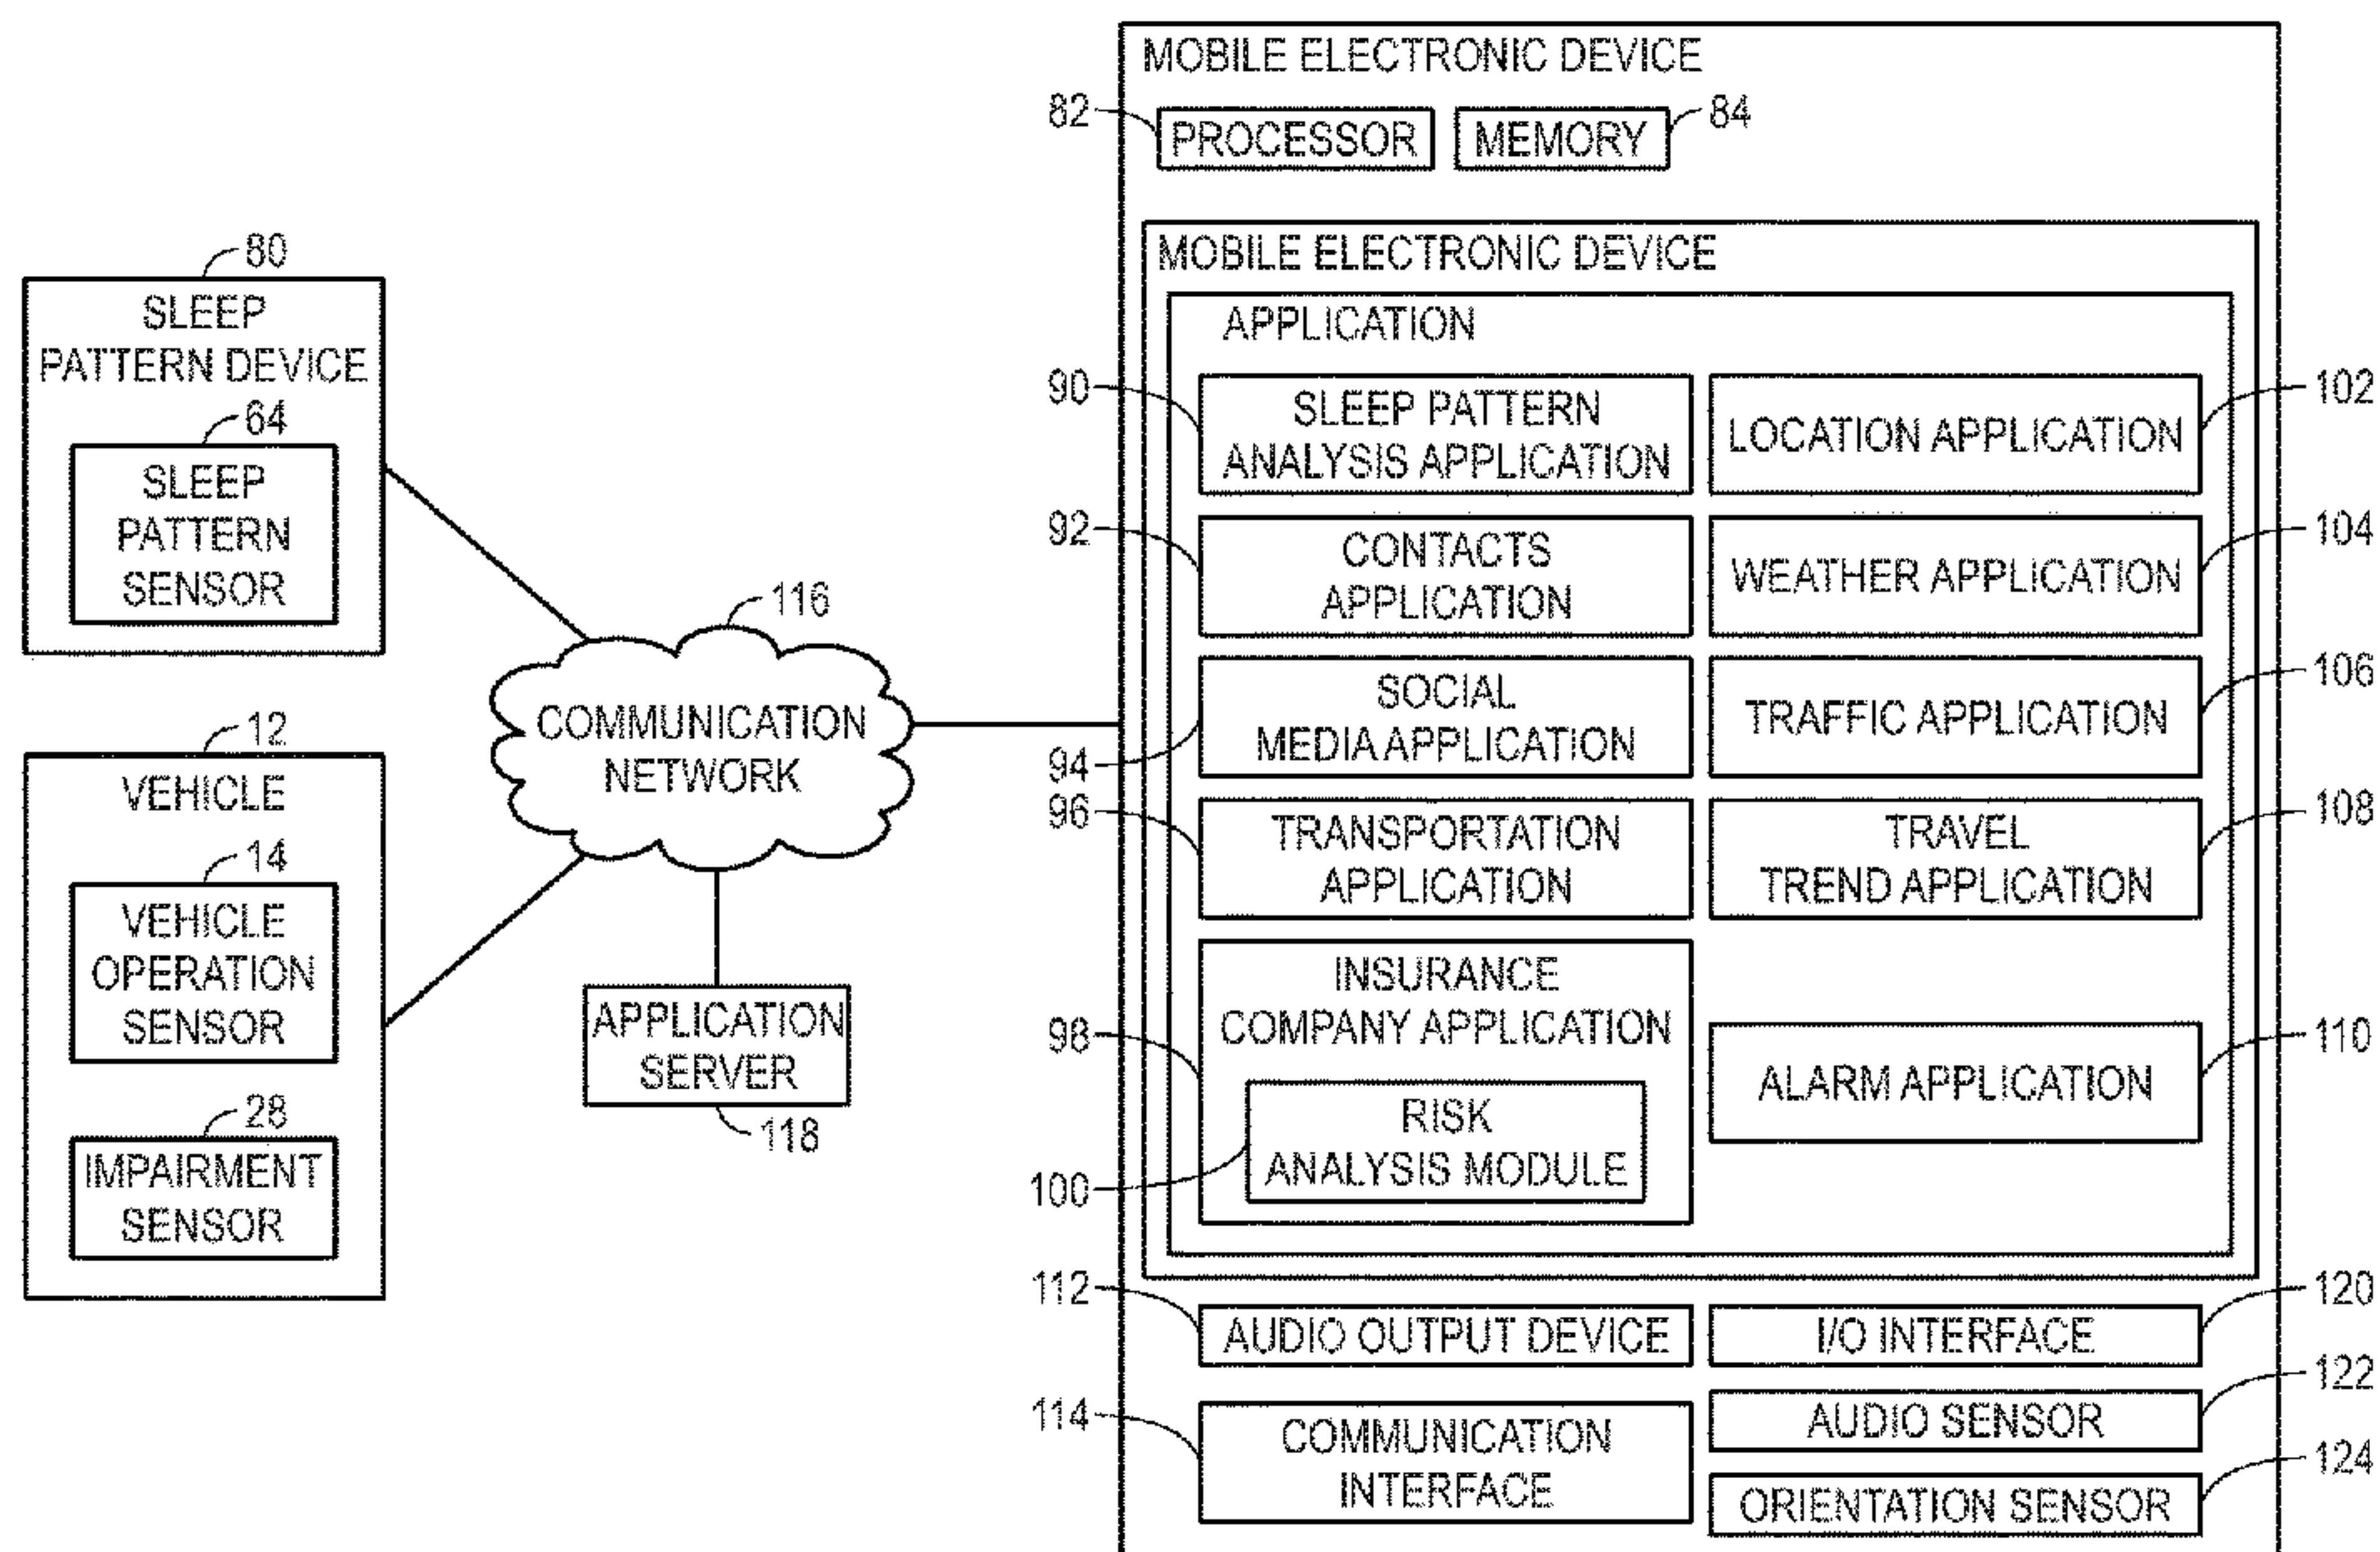 MOBILE ELECTRONIC DEVICE
82
PROCESSOR
MEMORY
84
MOBILE ELECTRONIC DEVICE
APPLICATION
90
SLEEP PATTERN
ANALYSIS APPLICATION
LOCATION APPLICATION
102
92
CONTACTS
APPLICATION
WEATHER APPLICATION
104
94
SOCIAL
MEDIA APPLICATION
TRAFFIC APPLICATION
106
96
TRANSPORTATION
APPLICATION
TRAVEL
TREND APPLICATION
108
98
INSURANCE
COMPANY APPLICATION
100
RISK
ANALYSIS MODULE
ALARM APPLICATION
110
112
AUDIO OUTPUT DEVICE
I/O INTERFACE
120
114
COMMUNICATION
INTERFACE
AUDIO SENSOR
122
ORIENTATION SENSOR
124
80
SLEEP
PATTERN DEVICE
64
SLEEP
PATTERN
SENSOR
12
VEHICLE
14
VEHICLE
OPERATION
SENSOR
28
IMPAIRMENT
SENSOR
116
COMMUNICATION
NETWORK
APPLICATION
SERVER
118